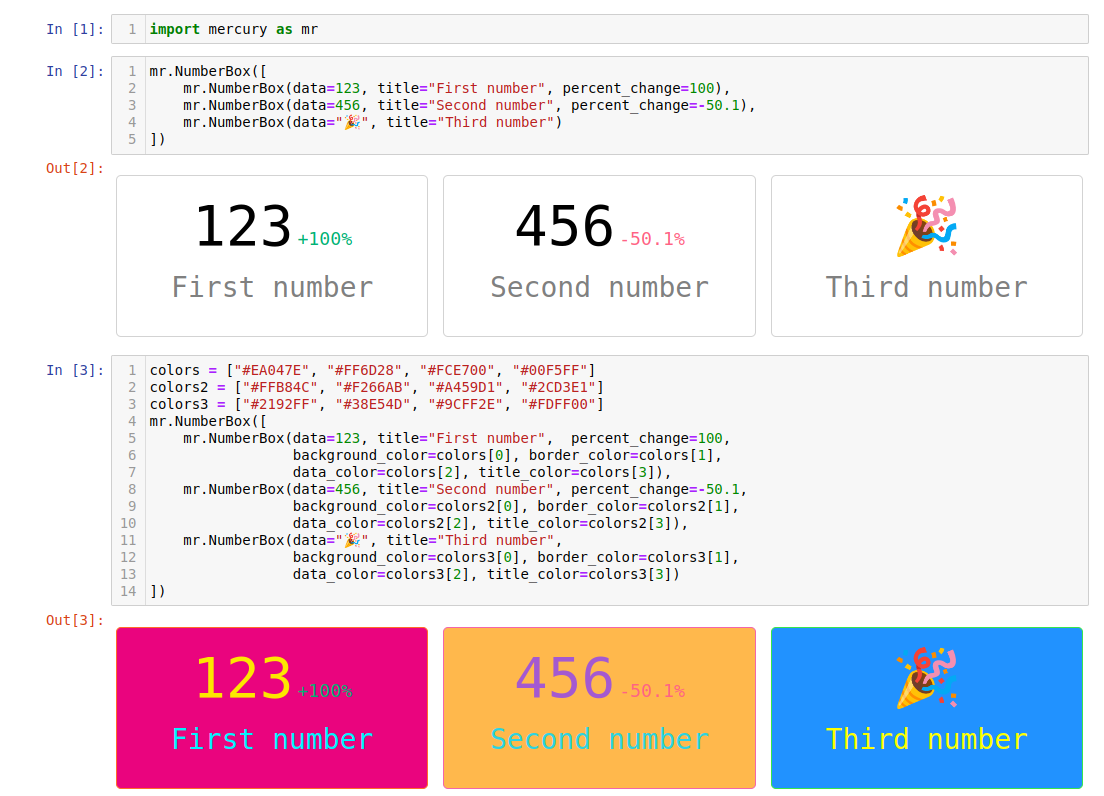 In [1]: 1 import mercury as mr
In [2]: 1 mr.NumberBox([
2     mr.NumberBox(data=123, title="First number", percent_change=100),
3     mr.NumberBox(data=456, title="Second number", percent_change=-50.1),
4     mr.NumberBox(data="🎉", title="Third number")
5 ])
Out[2]:
123 +100% 456 -50.1% 🎉
First number Second number Third number
In [3]: 1 colors = ["#EA047E", "#FF6D28", "#FCE700", "#00F5FF"]
2 colors2 = ["#FFB84C", "#F266AB", "#A459D1", "#2CD3E1"]
3 colors3 = ["#2192FF", "#38E54D", "#9CFF2E", "#FDFF00"]
4 mr.NumberBox([
5     mr.NumberBox(data=123, title="First number",  percent_change=100,
6                  background_color=colors[0], border_color=colors[1],
7                  data_color=colors[2], title_color=colors[3]),
8     mr.NumberBox(data=456, title="Second number", percent_change=-50.1,
9                  background_color=colors2[0], border_color=colors2[1],
10                  data_color=colors2[2], title_color=colors2[3]),
11     mr.NumberBox(data="🎉", title="Third number",
12                  background_color=colors3[0], border_color=colors3[1],
13                  data_color=colors3[2], title_color=colors3[3])
14 ])
Out[3]:
123 +100% 456 -50.1% 🎉
First number Second number Third number